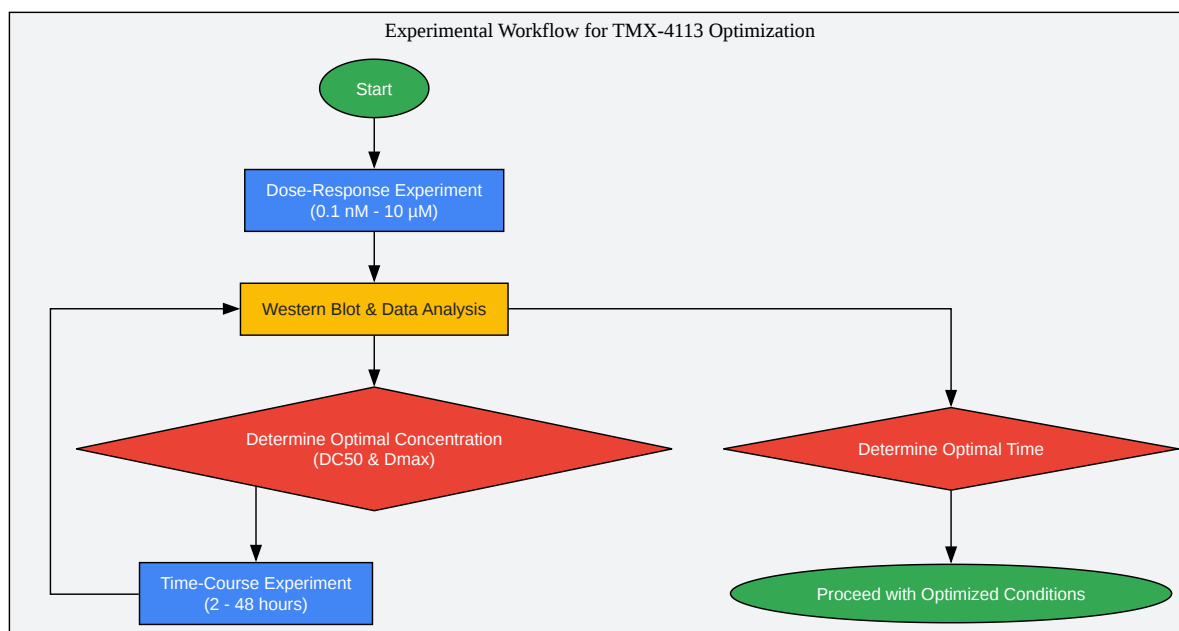 Experimental Workflow for TMX-4113 Optimization
Start
Dose-Response Experiment
(0.1 nM - 10 µM)
Western Blot & Data Analysis
Determine Optimal Concentration
(DC50 & Dmax)
Determine Optimal Time
Time-Course Experiment
(2 - 48 hours)
Proceed with Optimized Conditions